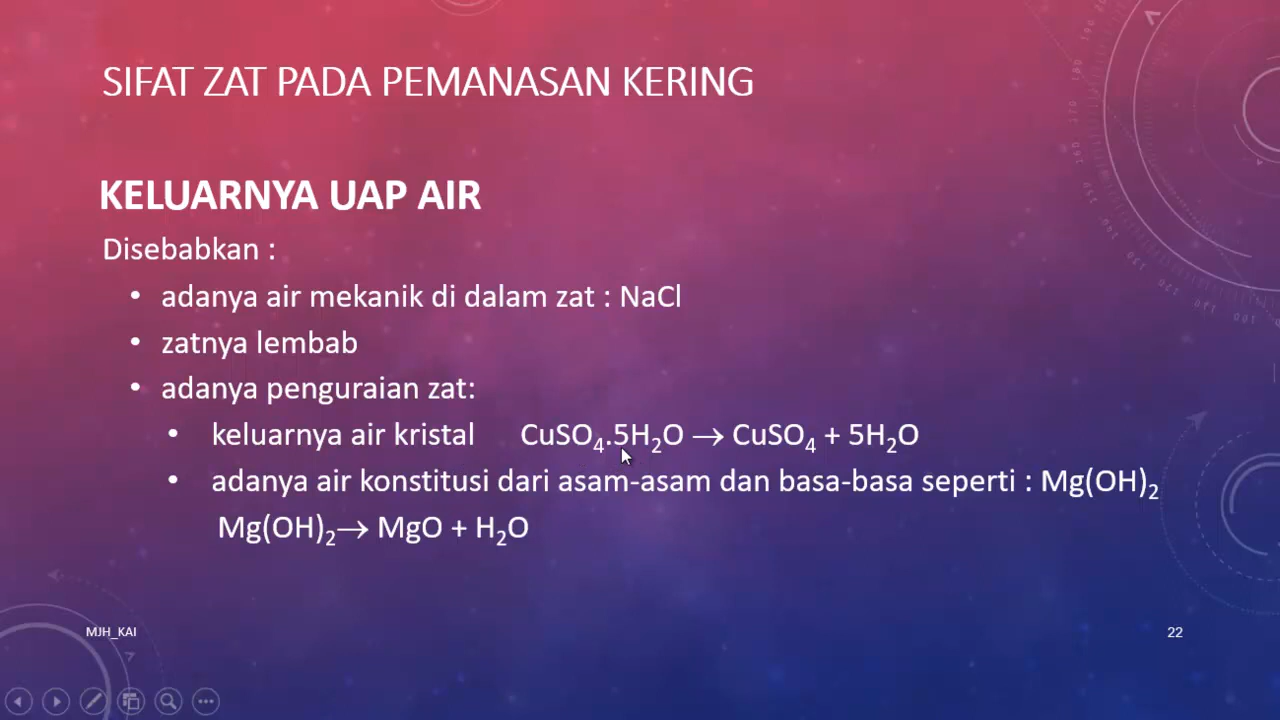 SIFAT ZAT PADA PEMANASAN KERING
KELUARNYA UAP AIR
Disebabkan :
• adanya air mekanik di dalam zat : NaCl
• zatnya lembab
• adanya penguraian zat:
• keluarnya air kristal CuSO₄.5H₂O → CuSO₄ + 5H₂O
• adanya air konstitusi dari asam-asam dan basa-basa seperti : Mg(OH)₂
Mg(OH)₂→ MgO + H₂O
MJH_KAI
22